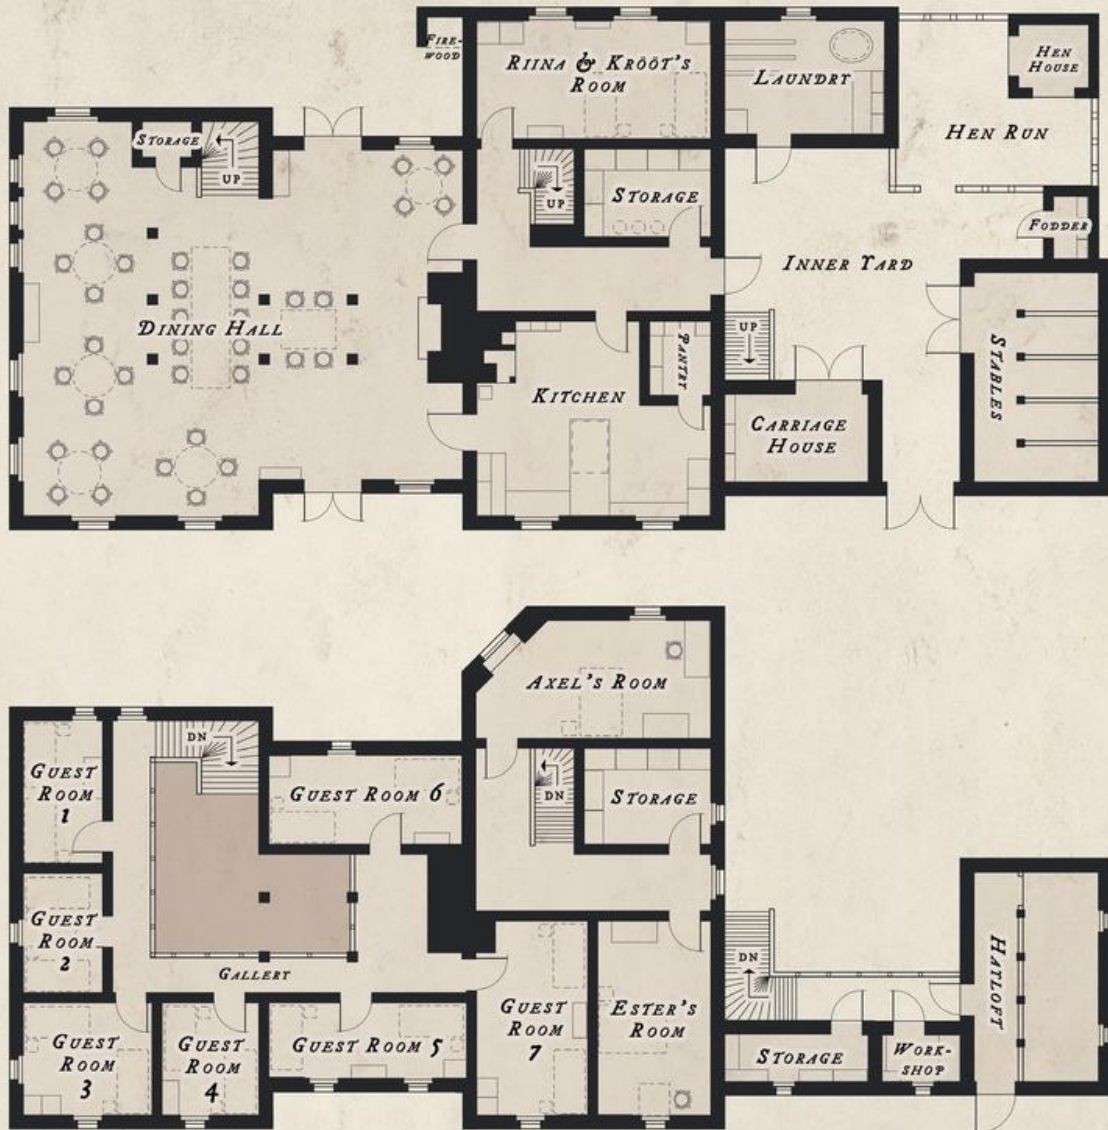 FIRE-
WOOD
RIINA & KRÖÖT'S
ROOM
LAUNDRY
HEN
HOUSE
HEN RUN
STORAGE
UP
UP
STORAGE
FODDER
INNER YARD
DINING HALL
UP
STABLES
PANTRY
KITCHEN
CARRIAGE
HOUSE
AXEL'S ROOM
DN
GUEST
ROOM
1
GUEST ROOM 6
DN
STORAGE
GUEST
ROOM
2
GALLERY
DN
HAYLOFT
GUEST
ROOM
3
GUEST
ROOM
4
GUEST ROOM 5
GUEST
ROOM
7
ESTER'S
ROOM
STORAGE
WORK-
SHOP